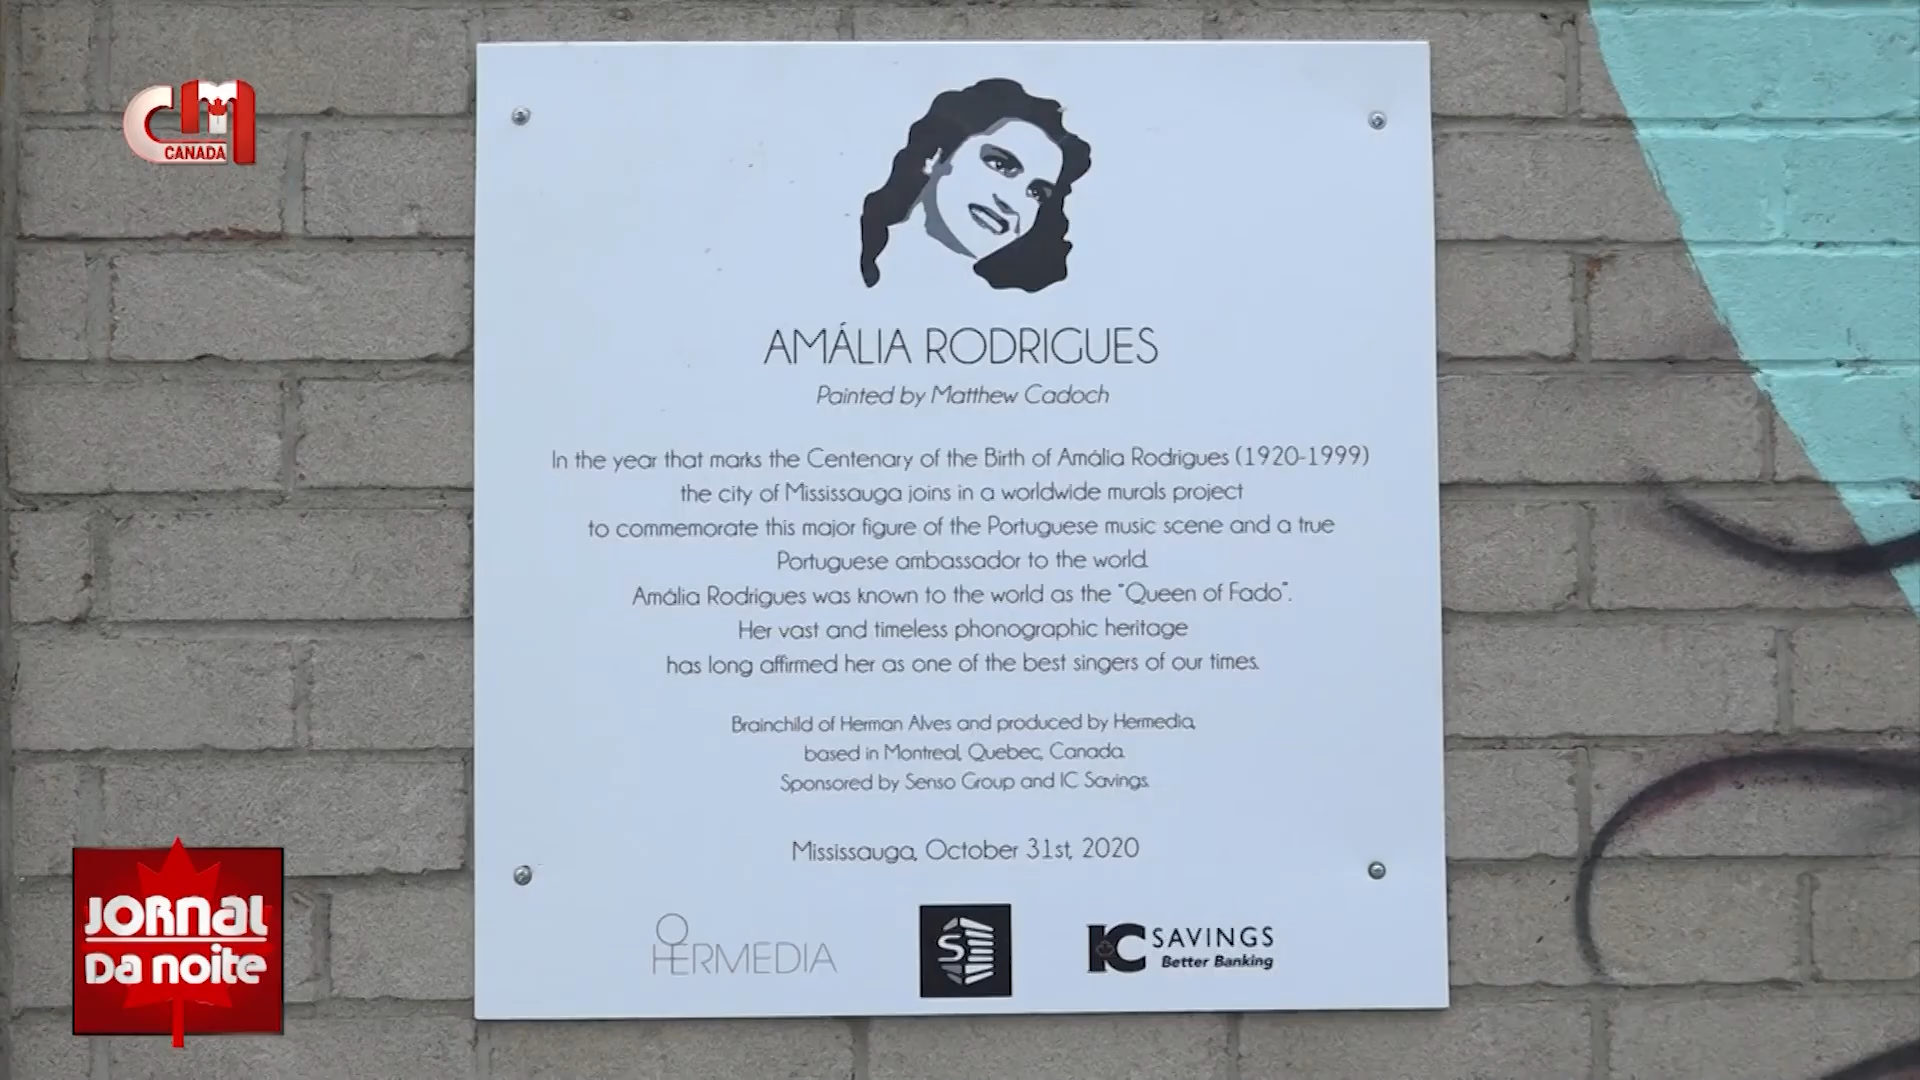 CM
CANADA
AMÁLIA RODRIGUES
Painted by Matthew Cadoch
In the year that marks the Centenary of the Birth of Amália Rodrigues (1920-1999)
the city of Mississauga joins in a worldwide murals project
to commemorate this major figure of the Portuguese music scene and a true
Portuguese ambassador to the world.
Amália Rodrigues was known to the world as the "Queen of Fado".
Her vast and timeless phonographic heritage
has long affirmed her as one of the best singers of our times.
Brainchild of Herman Alves and produced by Hermedia,
based in Montreal, Quebec, Canada.
Sponsored by Senso Group and IC Savings.
Mississauga, October 31st, 2020
HERMEDIA
S
IC SAVINGS
Better Banking
JORNAL
DA NOITE